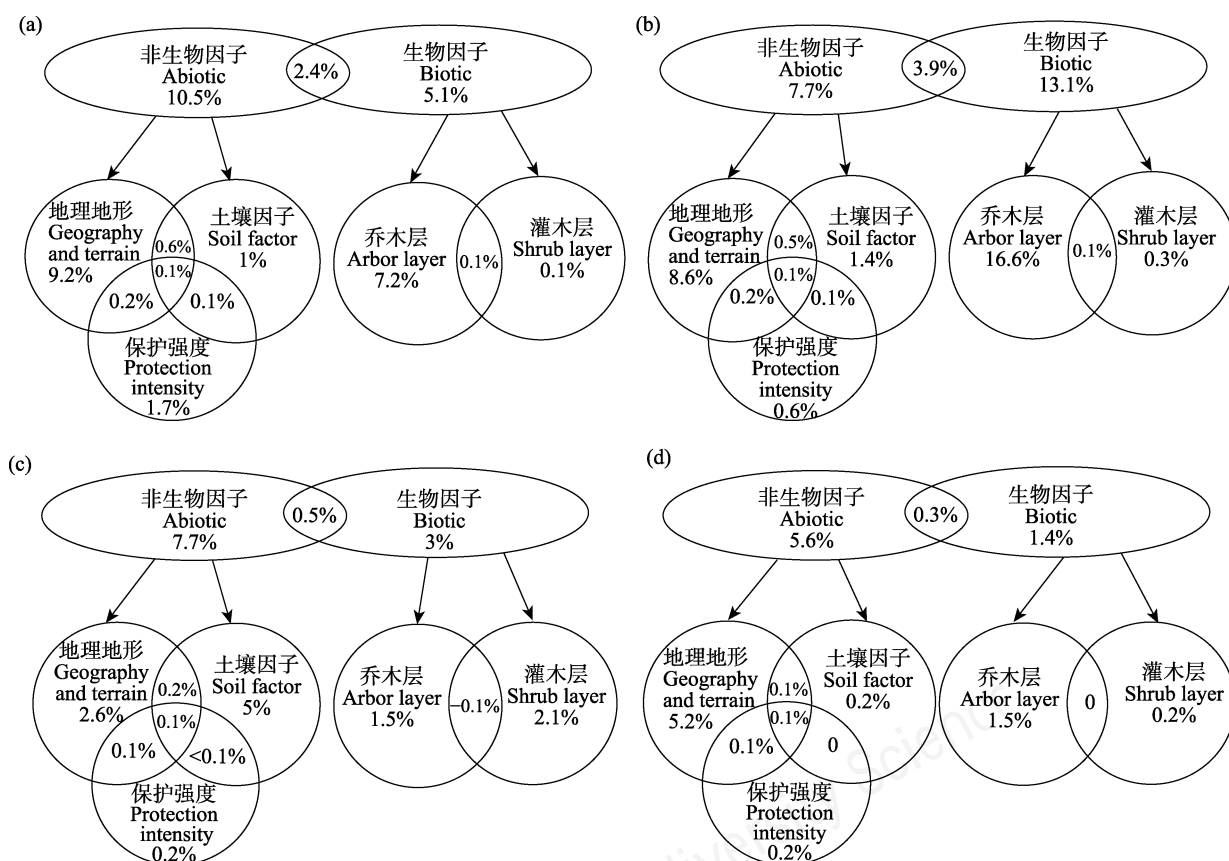 (a)
非生物因子
Abiotic
10.5%
2.4%
生物因子
Biotic
5.1%
地理地形
Geography
and terrain
9.2%
0.6%
土壤因子
Soil factor
1%
0.1%
0.2%
0.1%
保护强度
Protection
intensity
1.7%
乔木层
Arbor layer
7.2%
0.1%
灌木层
Shrub layer
0.1%
(b)
非生物因子
Abiotic
7.7%
3.9%
生物因子
Biotic
13.1%
地理地形
Geography
and terrain
8.6%
0.5%
土壤因子
Soil factor
1.4%
0.1%
0.2%
0.1%
保护强度
Protection
intensity
0.6%
乔木层
Arbor layer
16.6%
0.1%
灌木层
Shrub layer
0.3%
(c)
非生物因子
Abiotic
7.7%
0.5%
生物因子
Biotic
3%
地理地形
Geography
and terrain
2.6%
0.2%
土壤因子
Soil factor
5%
0.1%
0.1%
<0.1%
保护强度
Protection
intensity
0.2%
乔木层
Arbor layer
1.5%
−0.1%
灌木层
Shrub layer
2.1%
(d)
非生物因子
Abiotic
5.6%
0.3%
生物因子
Biotic
1.4%
地理地形
Geography
and terrain
5.2%
0.1%
土壤因子
Soil factor
0.2%
0.1%
0.1%
0
保护强度
Protection
intensity
0.2%
乔木层
Arbor layer
1.5%
0
灌木层
Shrub layer
0.2%